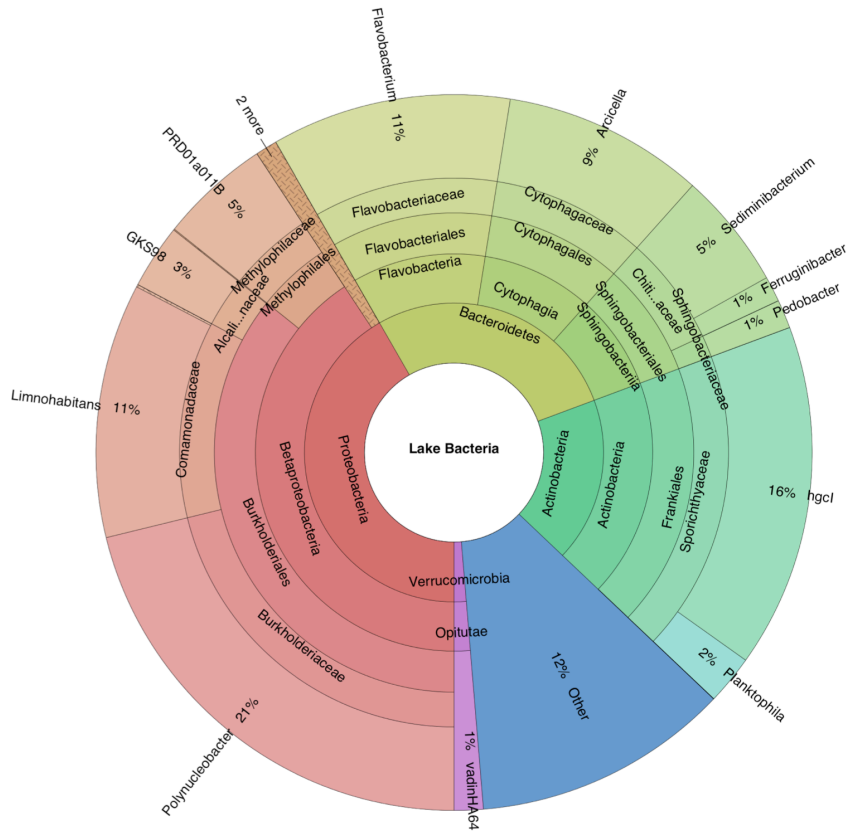 Lake Bacteria
Flavobacterium 11%
9% Arcicella
5% Sediminibacterium
1% Ferruginibacter
1% Pedobacter
16% hgcI
2% Planktophila
12% Other
1% vadinHA64
Polynucleobacter 21%
Limnohabitans 11%
GKS98 3%
PRD01a011B 5%
2 more
Flavobacteriaceae
Flavobacteriales
Flavobacteria
Cytophagaceae
Cytophagales
Cytophagia
Bacteroidetes
Chiti...aceae
Sphingobacteriaceae
Sphingobacteriales
Sphingobacteriia
Actinobacteria
Actinobacteria
Frankiales
Sporichthyaceae
Verrucomicrobia
Opitutae
Proteobacteria
Betaproteobacteria
Burkholderiales
Burkholderiaceae
Comamonadaceae
Alcali...naceae
Methylophilaceae
Methylophilales